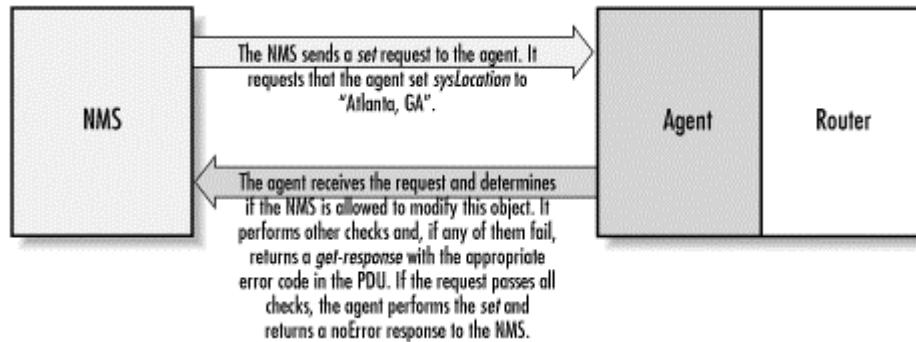 The NMS sends a set request to the agent. It
requests that the agent set sysLocation to
“Atlanta, GA”.
NMS
Agent
Router
The agent receives the request and determines
if the NMS is allowed to modify this object. It
performs other checks and, if any of them fail,
returns a get-response with the appropriate
error code in the PDU. If the request passes all
checks, the agent performs the set and
returns a noError response to the NMS.